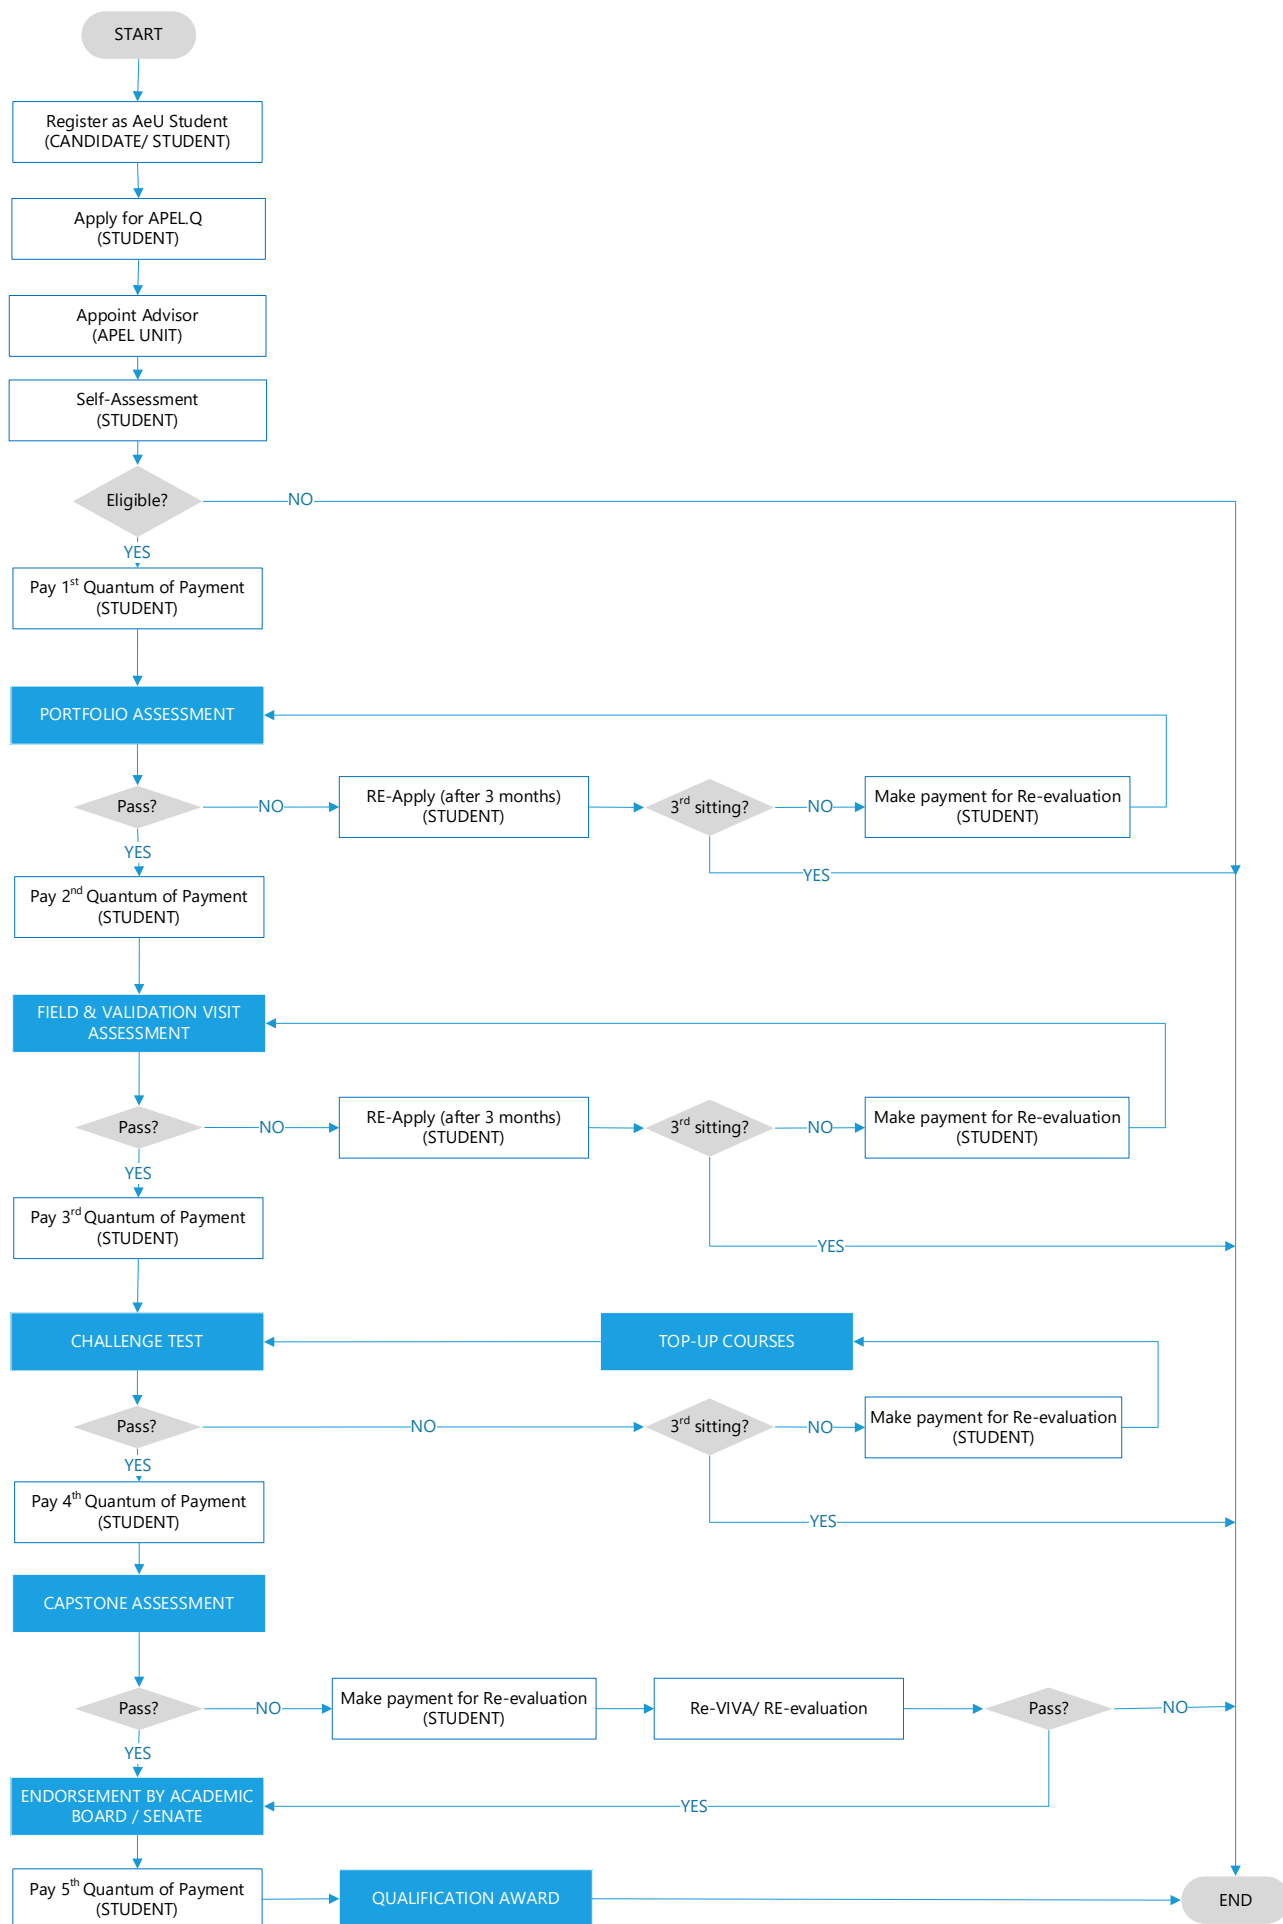 START
Register as AeU Student
(CANDIDATE/ STUDENT)
Apply for APEL.Q
(STUDENT)
Appoint Advisor
(APEL UNIT)
Self-Assessment
(STUDENT)
Eligible?
NO
YES
Pay 1st Quantum of Payment
(STUDENT)
PORTFOLIO ASSESSMENT
Pass?
NO
RE-Apply (after 3 months)
(STUDENT)
3rd sitting?
NO
Make payment for Re-evaluation
(STUDENT)
YES
YES
Pay 2nd Quantum of Payment
(STUDENT)
FIELD & VALIDATION VISIT
ASSESSMENT
Pass?
NO
RE-Apply (after 3 months)
(STUDENT)
3rd sitting?
NO
Make payment for Re-evaluation
(STUDENT)
YES
Pay 3rd Quantum of Payment
(STUDENT)
YES
CHALLENGE TEST
TOP-UP COURSES
Pass?
NO
3rd sitting?
NO
Make payment for Re-evaluation
(STUDENT)
YES
Pay 4th Quantum of Payment
(STUDENT)
YES
CAPSTONE ASSESSMENT
Pass?
NO
Make payment for Re-evaluation
(STUDENT)
Re-VIVA/ RE-evaluation
Pass?
NO
YES
ENDORSEMENT BY ACADEMIC
BOARD / SENATE
YES
Pay 5th Quantum of Payment
(STUDENT)
QUALIFICATION AWARD
END